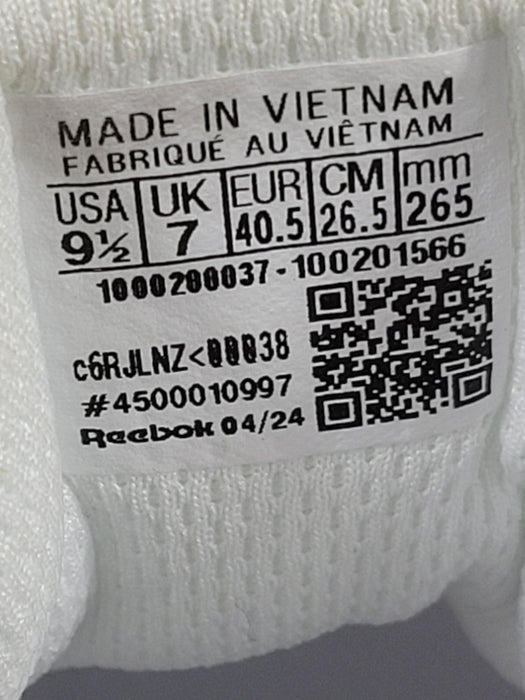 MADE IN VIETNAM
FABRIQUÉ AU VIÊTNAM
USA UK EUR CM mm
9½ 7 40.5 26.5 265
1000200037-100201566
c6RJLNZ<00038
#4500010997
Reebok 04/24